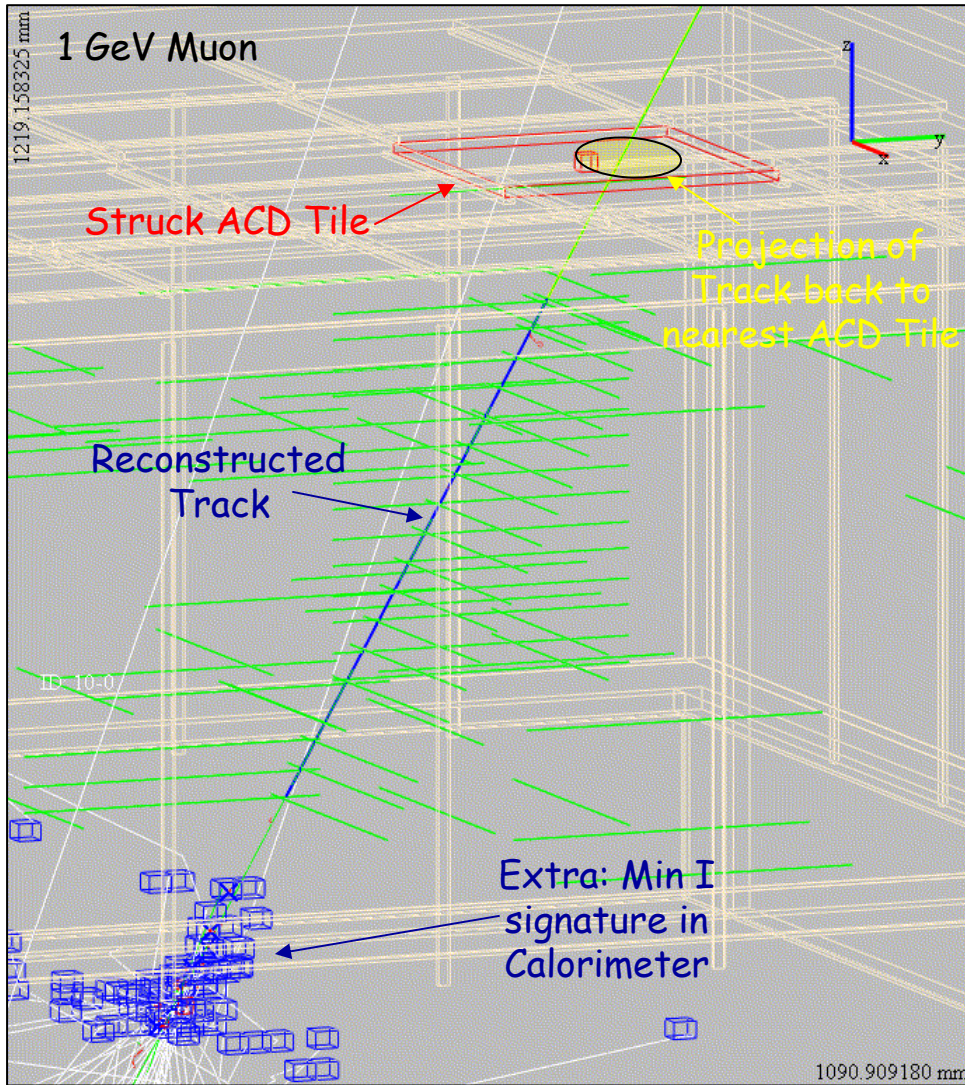 1 GeV Muon
1219.158325 mm
z
y
x
Struck ACD Tile
Projection of
Track back to
nearest ACD Tile
Reconstructed
Track
ID: 10-0
Extra: Min I
signature in
Calorimeter
1090.909180 mm